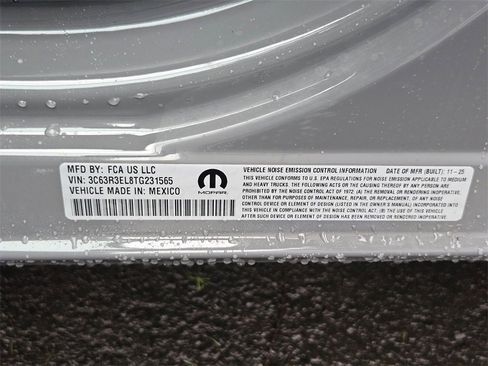 MFD BY: FCA US LLC
VIN: 3C63R3EL8TG231565
VEHICLE MADE IN: MEXICO
MOPAR
VEHICLE NOISE EMISSION CONTROL INFORMATION DATE OF MFR (BUILT): 11 - 25
THIS VEHICLE CONFORMS TO U.S. EPA REGULATIONS FOR NOISE EMISSION APPLICABLE TO MEDIUM
AND HEAVY TRUCKS. THE FOLLOWING ACTS OR THE CAUSING THEREOF BY ANY PERSON ARE
PROHIBITED BY THE NOISE CONTROL ACT OF 1972: (A) THE REMOVAL OR RENDERING INOPERATIVE,
OTHER THAN FOR PURPOSES OF MAINTENANCE, REPAIR, OR REPLACEMENT, OF ANY NOISE
CONTROL DEVICE OR ELEMENT OF DESIGN (LISTED IN THE OWNER'S MANUAL) INCORPORATED
INTO THIS VEHICLE IN COMPLIANCE WITH THE NOISE CONTROL ACT; (B) THE USE OF THIS VEHICLE
AFTER SUCH DEVICE OR ELEMENT OF DESIGN HAS BEEN REMOVED OR RENDERED INOPERATIVE.